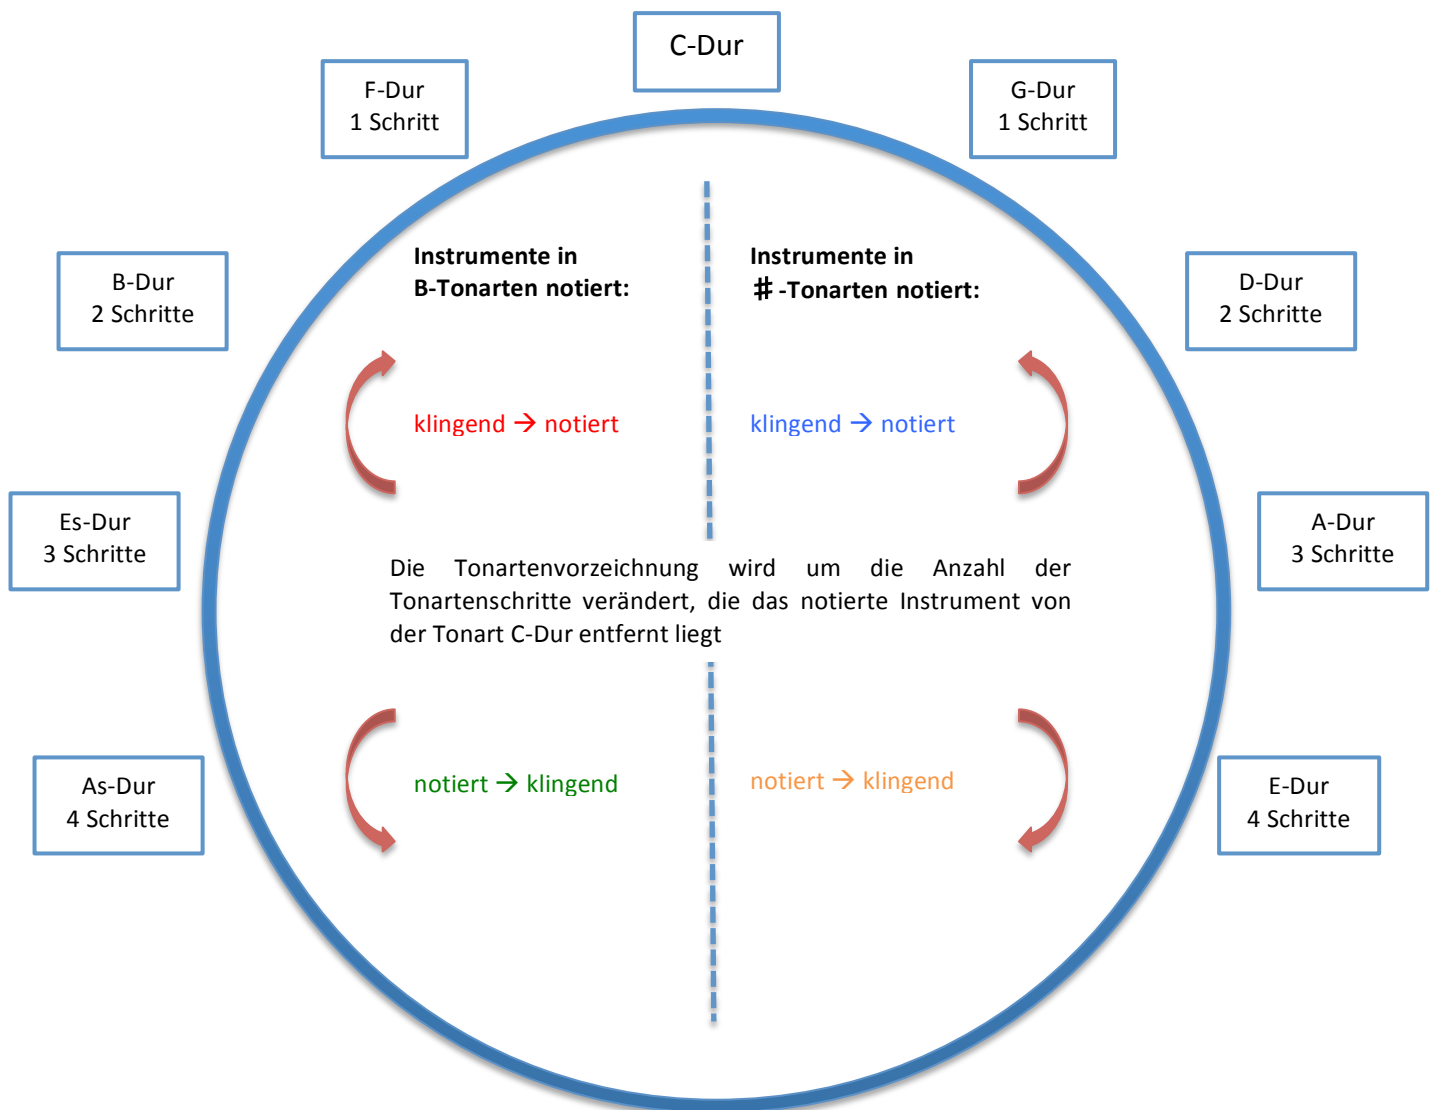 C-Dur
F-Dur
1 Schritt
G-Dur
1 Schritt
B-Dur
2 Schritte
Instrumente in
B-Tonarten notiert:
Instrumente in
♯ -Tonarten notiert:
D-Dur
2 Schritte
klingend → notiert
klingend → notiert
Es-Dur
3 Schritte
A-Dur
3 Schritte
Die Tonartenvorzeichnung wird um die Anzahl der
Tonartenschritte verändert, die das notierte Instrument von
der Tonart C-Dur entfernt liegt
As-Dur
4 Schritte
notiert → klingend
notiert → klingend
E-Dur
4 Schritte